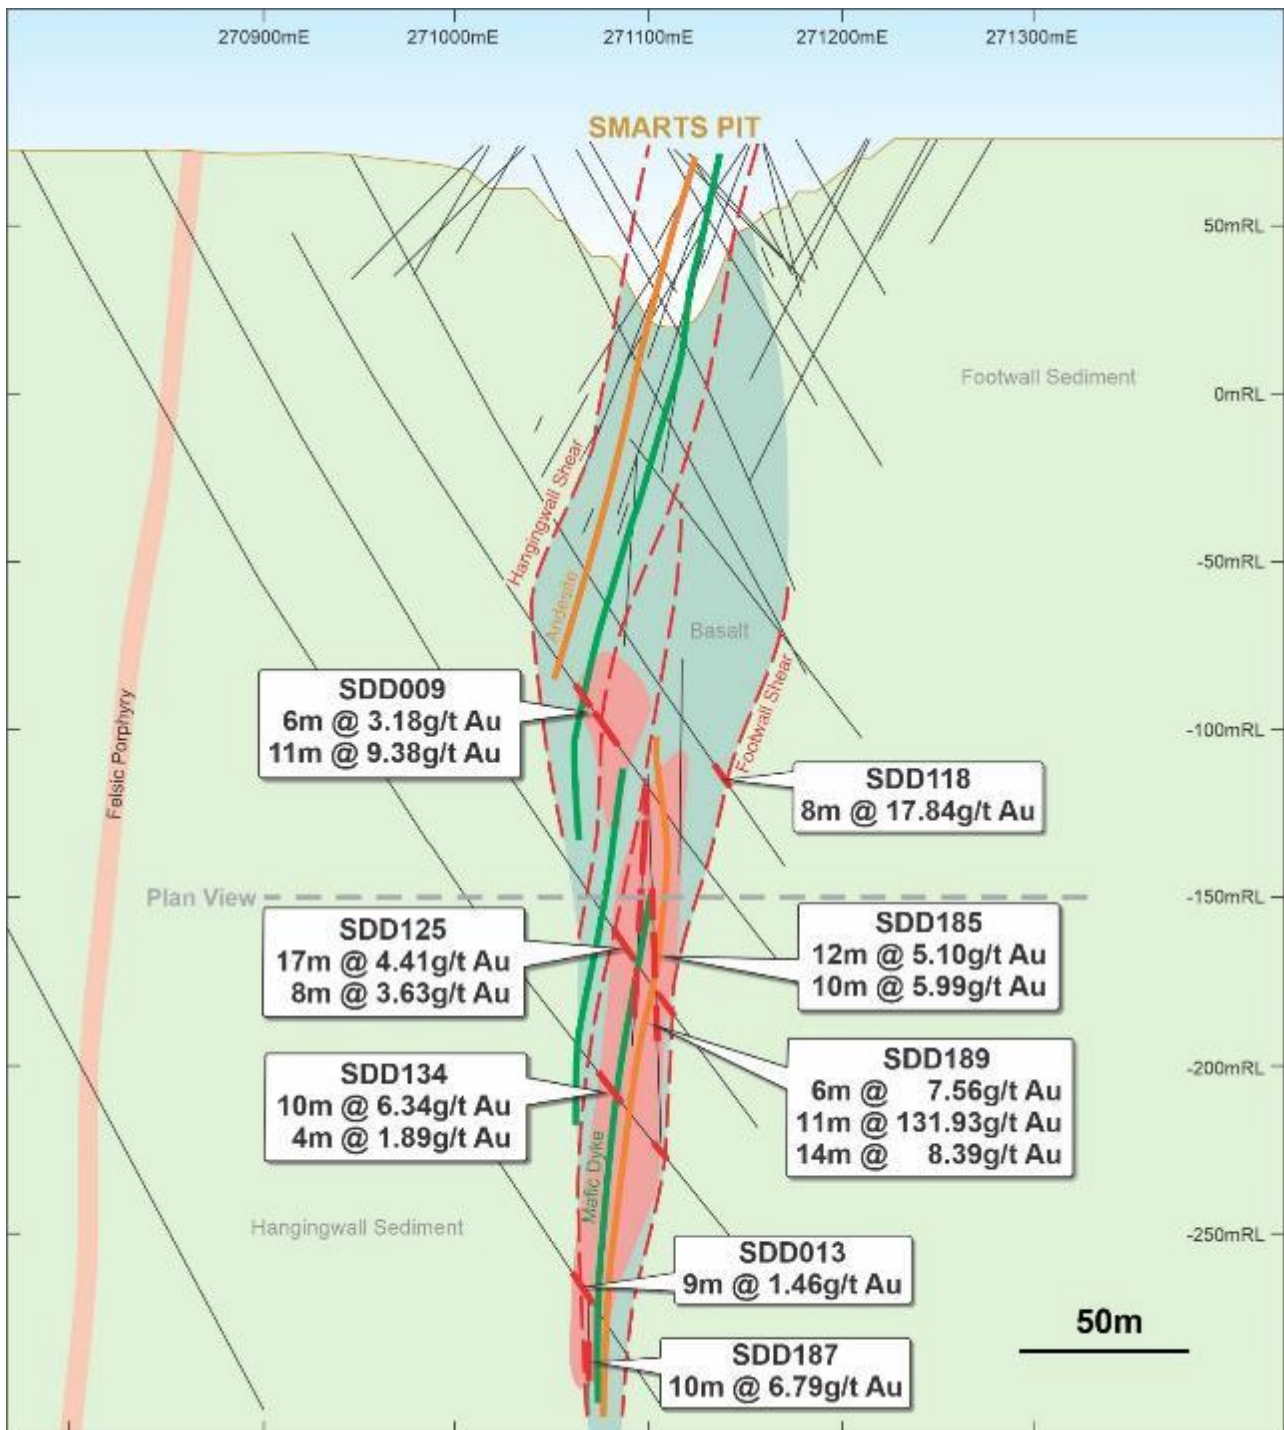 270900mE 271000mE 271100mE 271200mE 271300mE
SMARTS PIT
50mRL
Footwall Sediment
0mRL
Hangingwall Shear
-50mRL
Andesite
Basalt
Footwall Shear
SDD009
6m @ 3.18g/t Au
11m @ 9.38g/t Au
Felsic Porphyry
-100mRL
SDD118
8m @ 17.84g/t Au
Plan View
-150mRL
SDD125
17m @ 4.41g/t Au
8m @ 3.63g/t Au
SDD185
12m @ 5.10g/t Au
10m @ 5.99g/t Au
SDD134
10m @ 6.34g/t Au
4m @ 1.89g/t Au
SDD189
6m @ 7.56g/t Au
11m @ 131.93g/t Au
14m @ 8.39g/t Au
-200mRL
Mafic Dyke
Hangingwall Sediment
-250mRL
SDD013
9m @ 1.46g/t Au
50m
SDD187
10m @ 6.79g/t Au